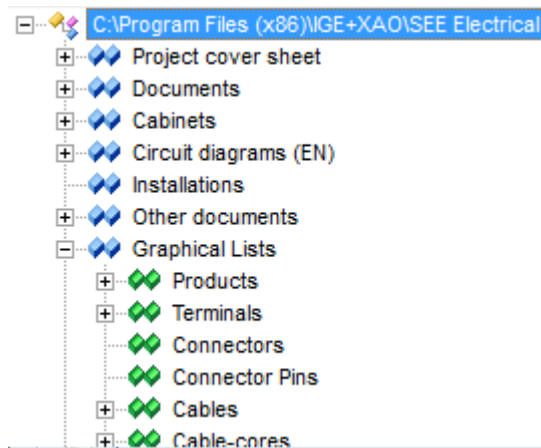 C:\Program Files (x86)\IGE+XAO\SEE Electrical
Project cover sheet
Documents
Cabinets
Circuit diagrams (EN)
Installations
Other documents
Graphical Lists
Products
Terminals
Connectors
Connector Pins
Cables
Cable-cores